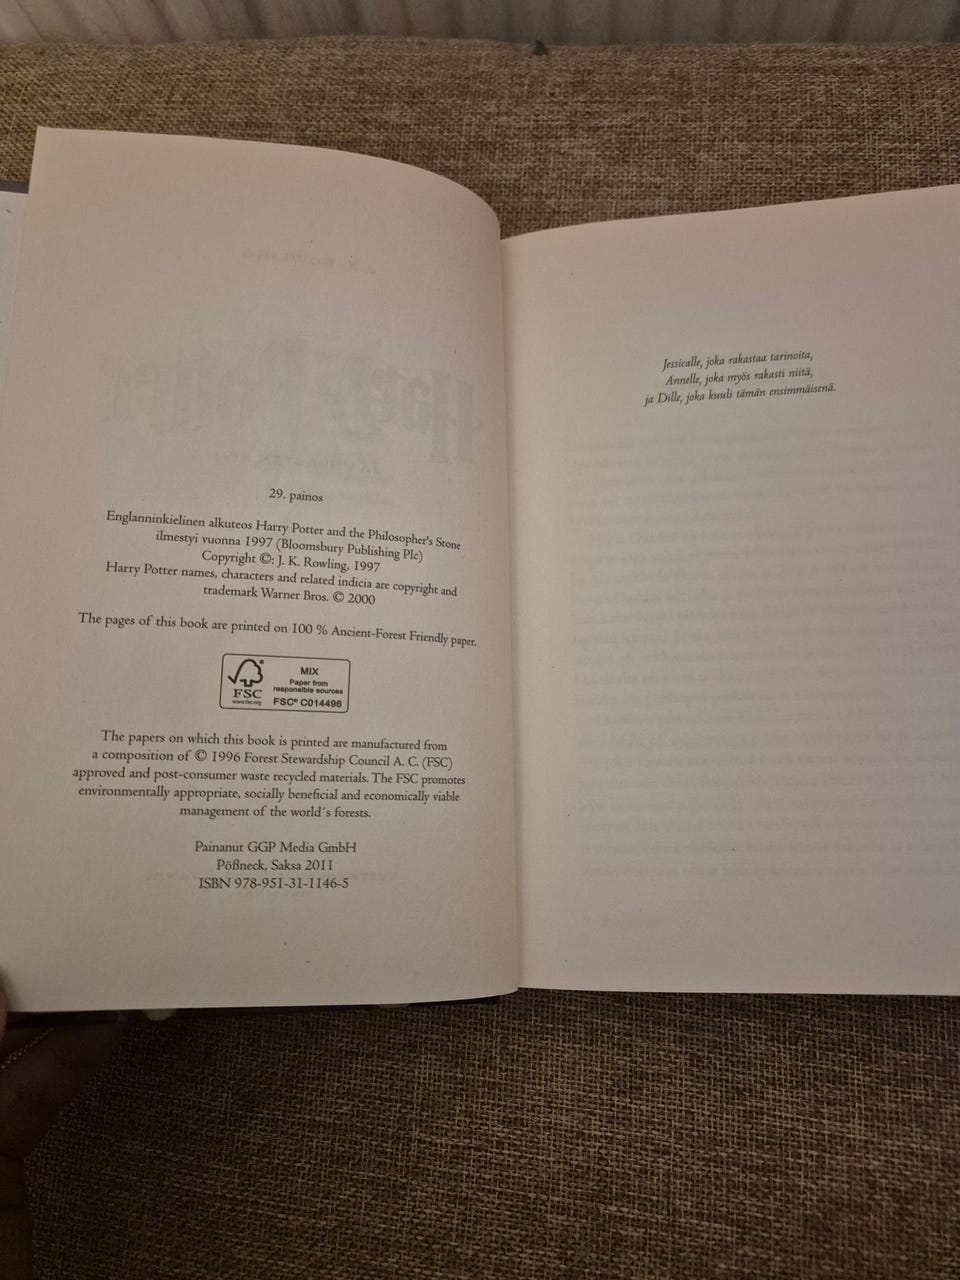 29. painos
Englanninkielinen alkuteos Harry Potter and the Philosopher's Stone
ilmestyi vuonna 1997 (Bloomsbury Publishing Plc)
Copyright ©: J. K. Rowling, 1997
Harry Potter names, characters and related indicia are copyright and
trademark Warner Bros. © 2000
The pages of this book are printed on 100 % Ancient-Forest Friendly paper.
FSC
www.fsc.org
MIX
Paper from
responsible sources
FSC® C014496
The papers on which this book is printed are manufactured from
a composition of © 1996 Forest Stewardship Council A. C. (FSC)
approved and post-consumer waste recycled materials. The FSC promotes
environmentally appropriate, socially beneficial and economically viable
management of the world´s forests.
Painanut GGP Media GmbH
Pößneck, Saksa 2011
ISBN 978-951-31-1146-5
Jessicalle, joka rakastaa tarinoita,
Annelle, joka myös rakasti niitä,
ja Dille, joka kuuli tämän ensimmäisenä.